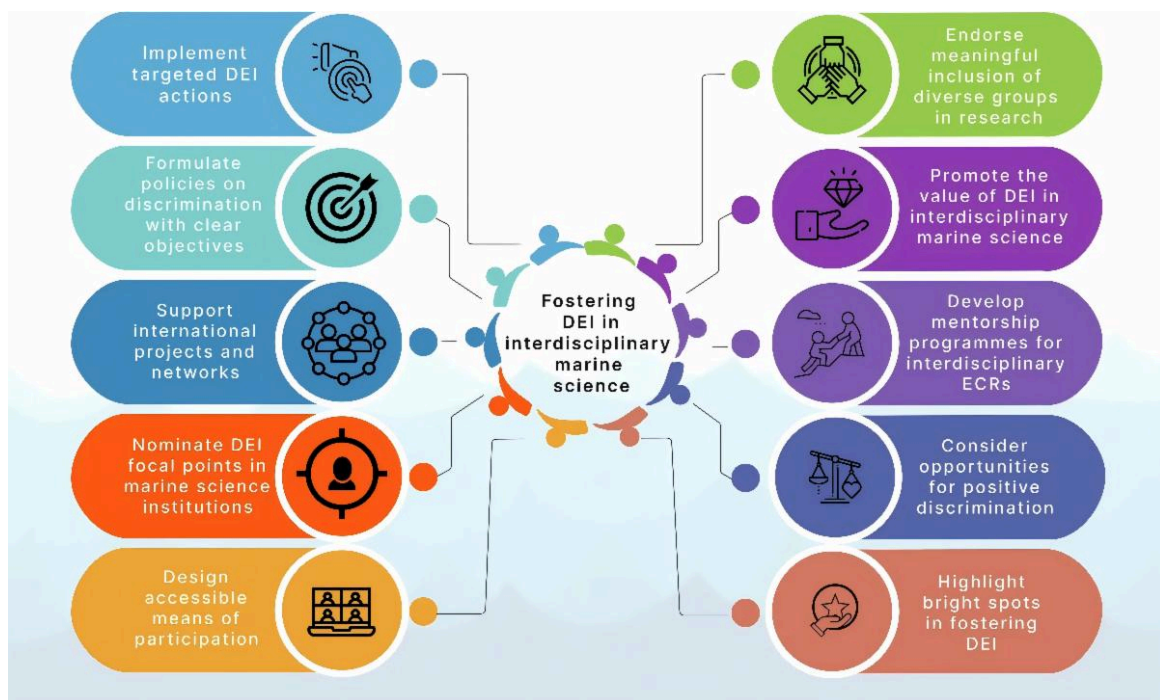 Implement
targeted DEI
actions
Formulate
policies on
discrimination
with clear
objectives
Support
international
projects and
networks
Nominate DEI
focal points in
marine science
institutions
Design
accessible
means of
participation
Fostering
DEI in
interdisciplinary
marine
science
Endorse
meaningful
inclusion of
diverse groups
in research
Promote the
value of DEI in
interdisciplinary
marine science
Develop
mentorship
programmes for
interdisciplinary
ECRs
Consider
opportunities
for positive
discrimination
Highlight
bright spots
in fostering
DEI